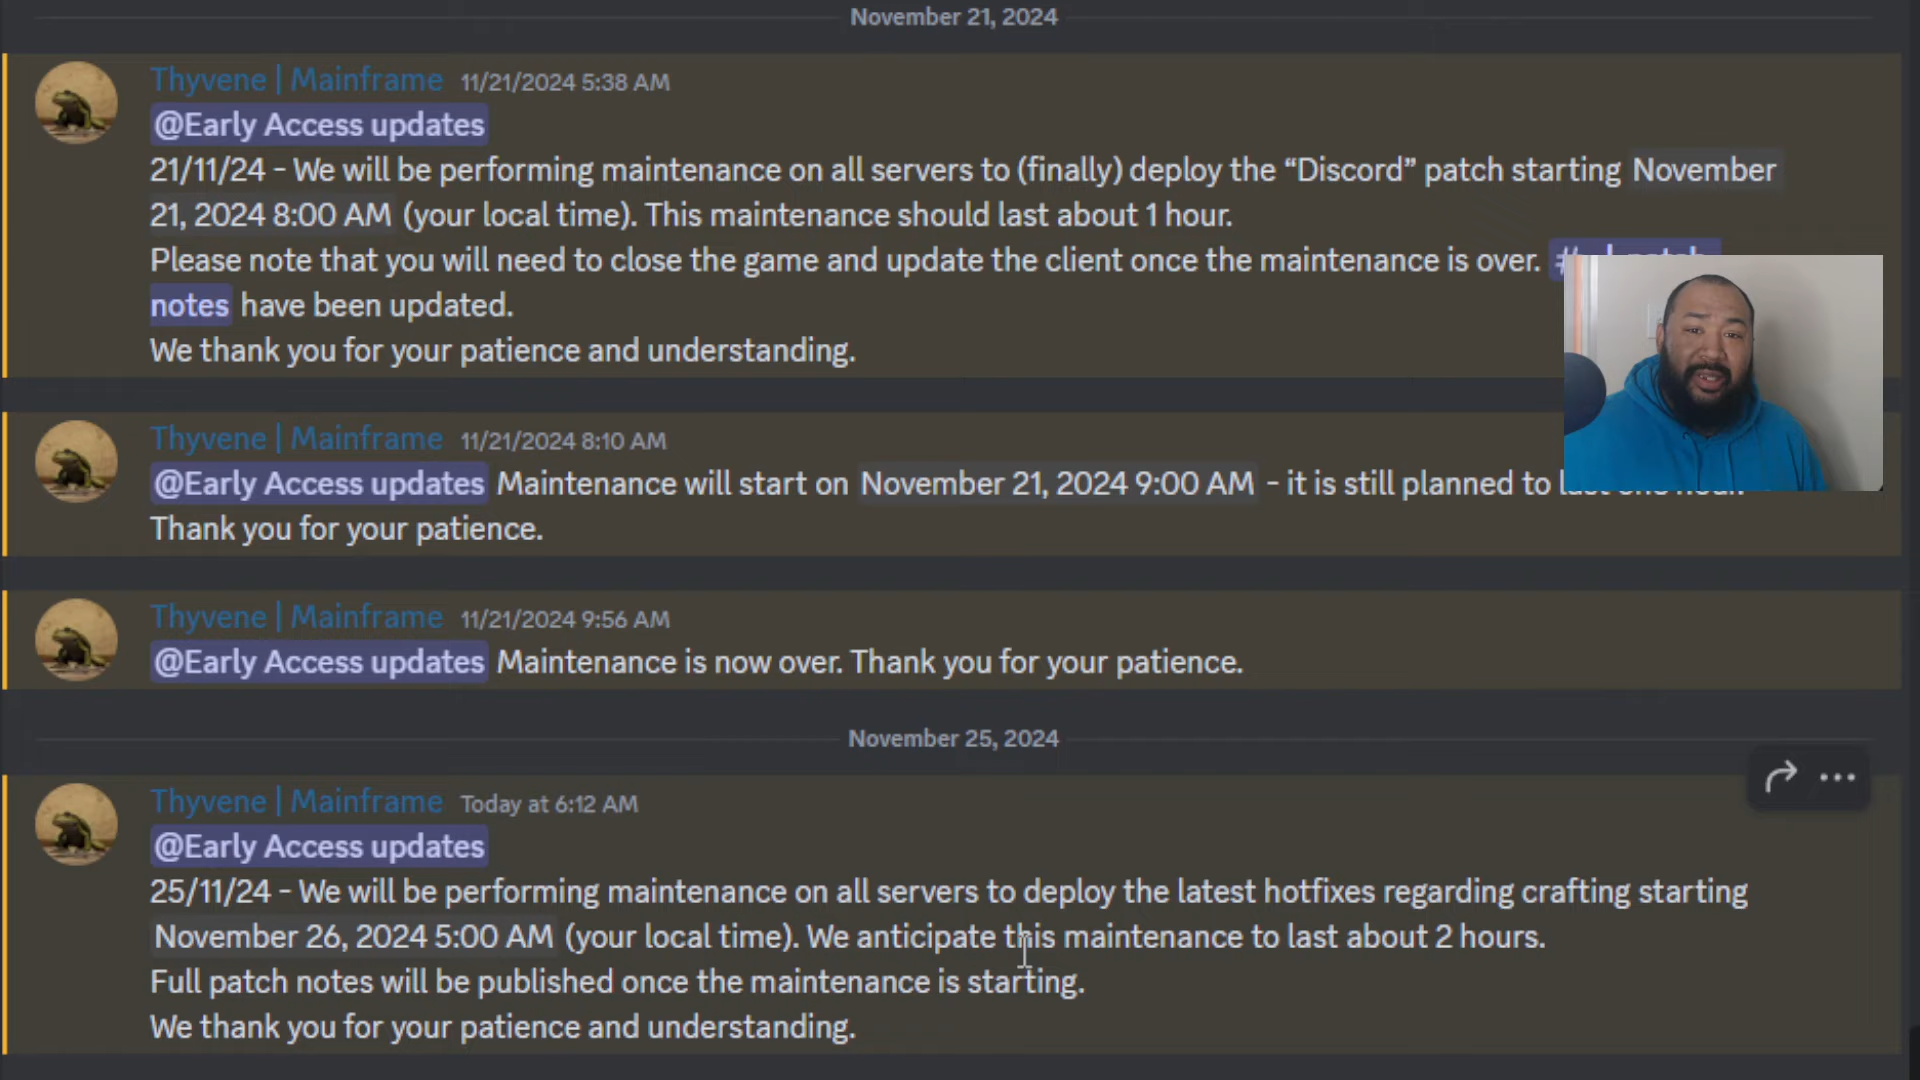 November 21, 2024
Thyvene | Mainframe 11/21/2024 5:38 AM
@Early Access updates
21/11/24 - We will be performing maintenance on all servers to (finally) deploy the “Discord” patch starting November
21, 2024 8:00 AM (your local time). This maintenance should last about 1 hour.
Please note that you will need to close the game and update the client once the maintenance is over.
notes have been updated.
We thank you for your patience and understanding.
Thyvene | Mainframe 11/21/2024 8:10 AM
@Early Access updates Maintenance will start on November 21, 2024 9:00 AM - it is still planned to
Thank you for your patience.
Thyvene | Mainframe 11/21/2024 9:56 AM
@Early Access updates Maintenance is now over. Thank you for your patience.
November 25, 2024
Thyvene | Mainframe Today at 6:12 AM
@Early Access updates
25/11/24 - We will be performing maintenance on all servers to deploy the latest hotfixes regarding crafting starting
November 26, 2024 5:00 AM (your local time). We anticipate this maintenance to last about 2 hours.
Full patch notes will be published once the maintenance is starting.
We thank you for your patience and understanding.